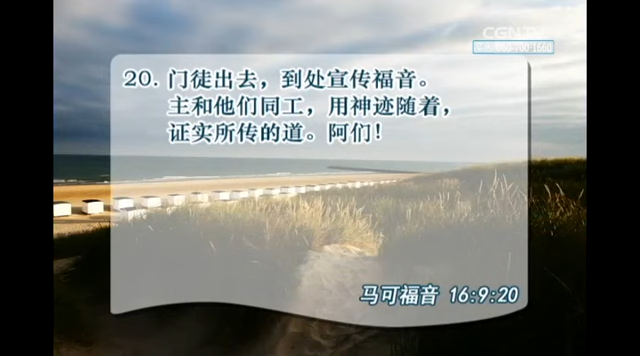 CGNTV
20. 门徒出去，到处宣传福音。
主和他们同工，用神迹随着，
证实所传的道。阿们！
马可福音 16:9:20